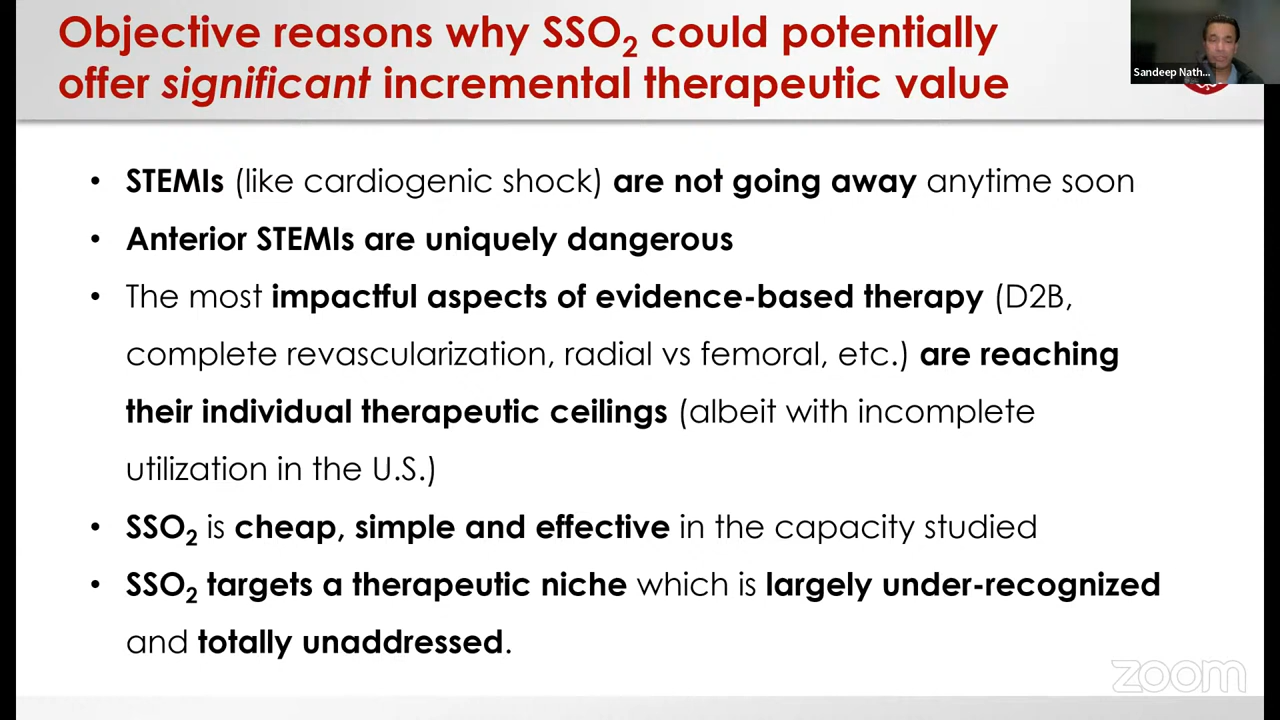 Objective reasons why SSO₂ could potentially
offer significant incremental therapeutic value
Sandeep Nath...
• STEMIs (like cardiogenic shock) are not going away anytime soon
• Anterior STEMIs are uniquely dangerous
• The most impactful aspects of evidence-based therapy (D2B,
complete revascularization, radial vs femoral, etc.) are reaching
their individual therapeutic ceilings (albeit with incomplete
utilization in the U.S.)
• SSO₂ is cheap, simple and effective in the capacity studied
• SSO₂ targets a therapeutic niche which is largely under-recognized
and totally unaddressed.
zoom